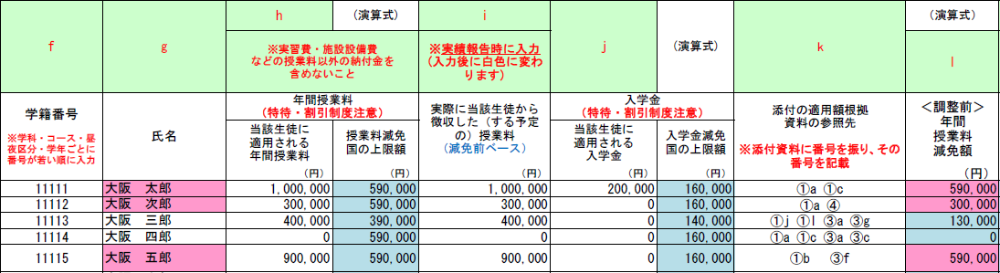 f g h (演算式) i j (演算式) k (演算式) l
※実習費・施設設備費
などの授業料以外の納付金を
含めないこと
※実績報告時に入力
(入力後に白色に変わ
ります)
学籍番号
※学科・コース・昼
夜区分・学年ごとに
番号が若い順に入力
氏名
年間授業料
(特待・割引制度注意)
当該生徒に
適用される
年間授業料
(円)
授業料減免
国の上限額
(円)
実際に当該生徒から
徴収した(する予定
の)授業料
(減免前ベース)
(円)
入学金
(特待・割引制度注意)
当該生徒に
適用される
入学金
(円)
入学金減免
国の上限額
(円)
添付の適用額根拠
資料の参照先
※添付資料に番号を振り、その
番号を記載
<調整前>
年間
授業料
減免額
(円)
11111 大阪 太郎 1,000,000 590,000 1,000,000 200,000 160,000 ①a ①c 590,000
11112 大阪 次郎 300,000 590,000 300,000 0 160,000 ①a ④ 300,000
11113 大阪 三郎 400,000 390,000 400,000 0 140,000 ①j ①l ③a ③g 130,000
11114 大阪 四郎 0 590,000 0 0 160,000 ①a ①c ③a ③c 0
11115 大阪 五郎 900,000 590,000 900,000 0 160,000 ①b ③f 590,000